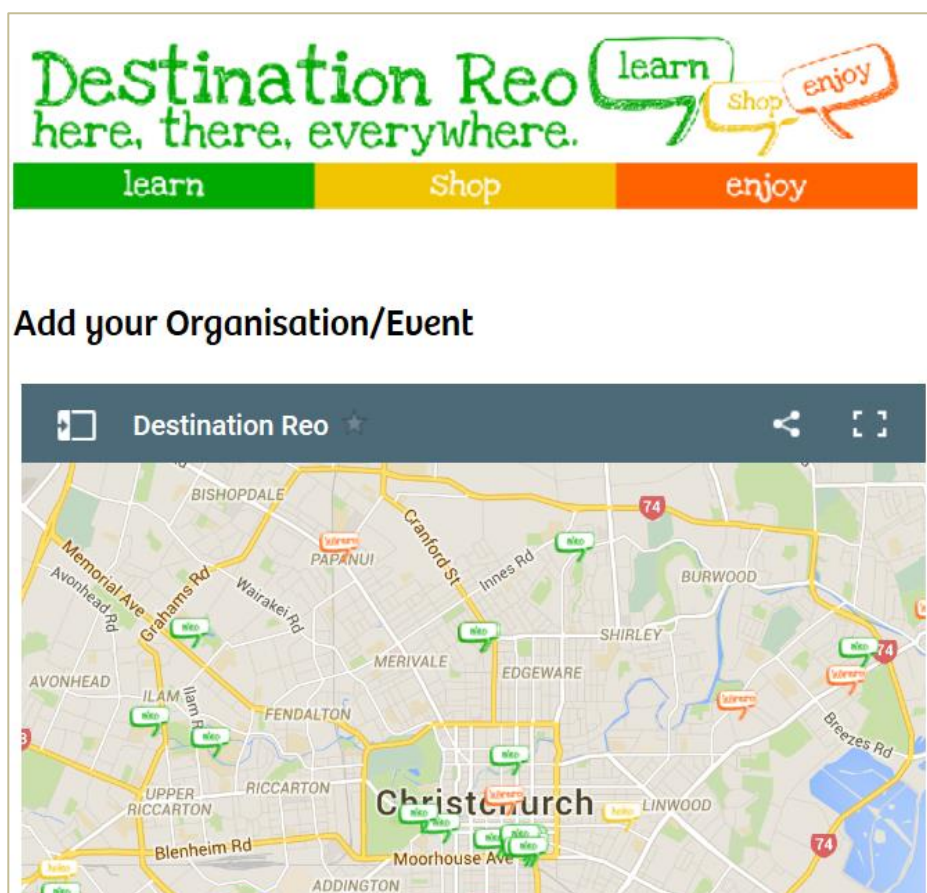 Destination Reo
here, there, everywhere.
learn
shop
enjoy
learn
shop
enjoy
Add your Organisation/Event
Destination Reo
BISHOPDALE
74
Cranford St
PAPANUI
Innes Rd
Memorial Ave
Avonhead Rd
Grahams Rd
Wairakei Rd
BURWOOD
SHIRLEY
MERIVALE
EDGEWARE
74
AVONHEAD
ILAM
FENDALTON
Breezes Rd
UPPER
RICCARTON
RICCARTON
Christchurch
LINWOOD
Blenheim Rd
Moorhouse Ave
74
ADDINGTON